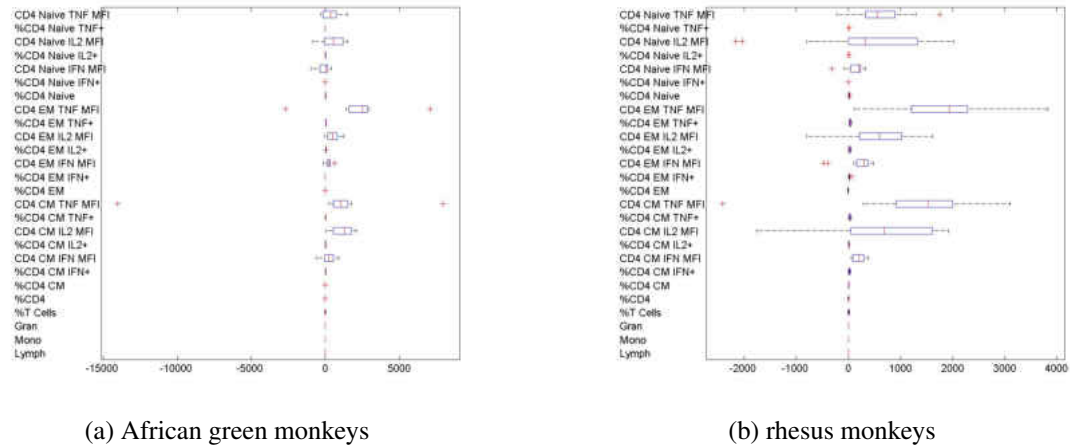 CD4 Naive TNF MFI
%CD4 Naive TNF+
CD4 Naive IL2 MFI
%CD4 Naive IL2+
CD4 Naive IFN MFI
%CD4 Naive IFN+
%CD4 Naive
CD4 EM TNF MFI
%CD4 EM TNF+
CD4 EM IL2 MFI
%CD4 EM IL2+
CD4 EM IFN MFI
%CD4 EM IFN+
%CD4 EM
CD4 CM TNF MFI
%CD4 CM TNF+
CD4 CM IL2 MFI
%CD4 CM IL2+
CD4 CM IFN MFI
%CD4 CM IFN+
%CD4 CM
%CD4
%T Cells
Gran
Mono
Lymph
-15000 -10000 -5000 0 5000
(a) African green monkeys
CD4 Naive TNF MFI
%CD4 Naive TNF+
CD4 Naive IL2 MFI
%CD4 Naive IL2+
CD4 Naive IFN MFI
%CD4 Naive IFN+
%CD4 Naive
CD4 EM TNF MFI
%CD4 EM TNF+
CD4 EM IL2 MFI
%CD4 EM IL2+
CD4 EM IFN MFI
%CD4 EM IFN+
%CD4 EM
CD4 CM TNF MFI
%CD4 CM TNF+
CD4 CM IL2 MFI
%CD4 CM IL2+
CD4 CM IFN MFI
%CD4 CM IFN+
%CD4 CM
%CD4
%T Cells
Gran
Mono
Lymph
-2000 -1000 0 1000 2000 3000 4000
(b) rhesus monkeys